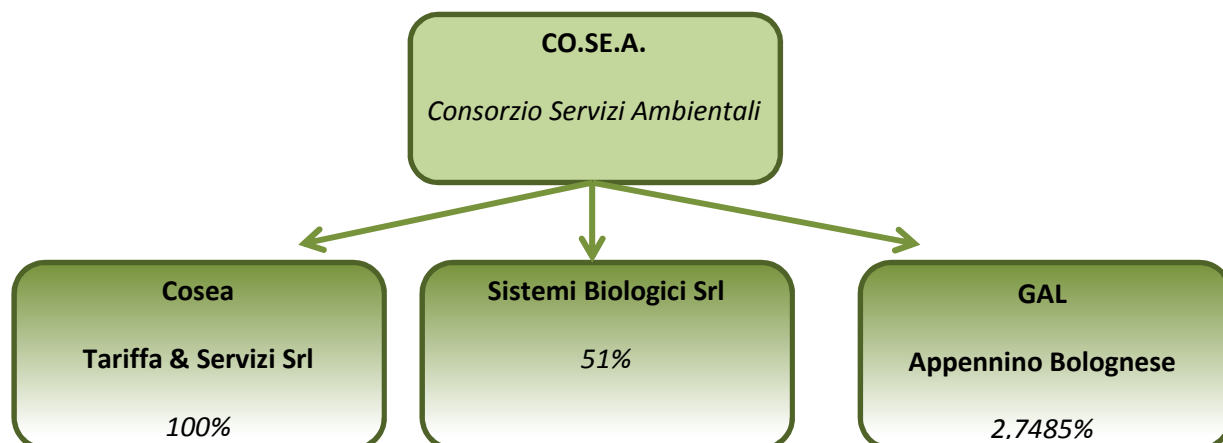 CO.SE.A.
Consorzio Servizi Ambientali
Cosea
Tariffa & Servizi Srl
100%
Sistemi Biologici Srl
51%
GAL
Appennino Bolognese
2,7485%